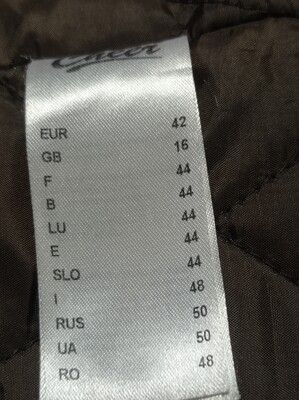 EUR 42
GB 16
F 44
B 44
LU 44
E 44
SLO 44
I 48
RUS 50
UA 50
RO 48